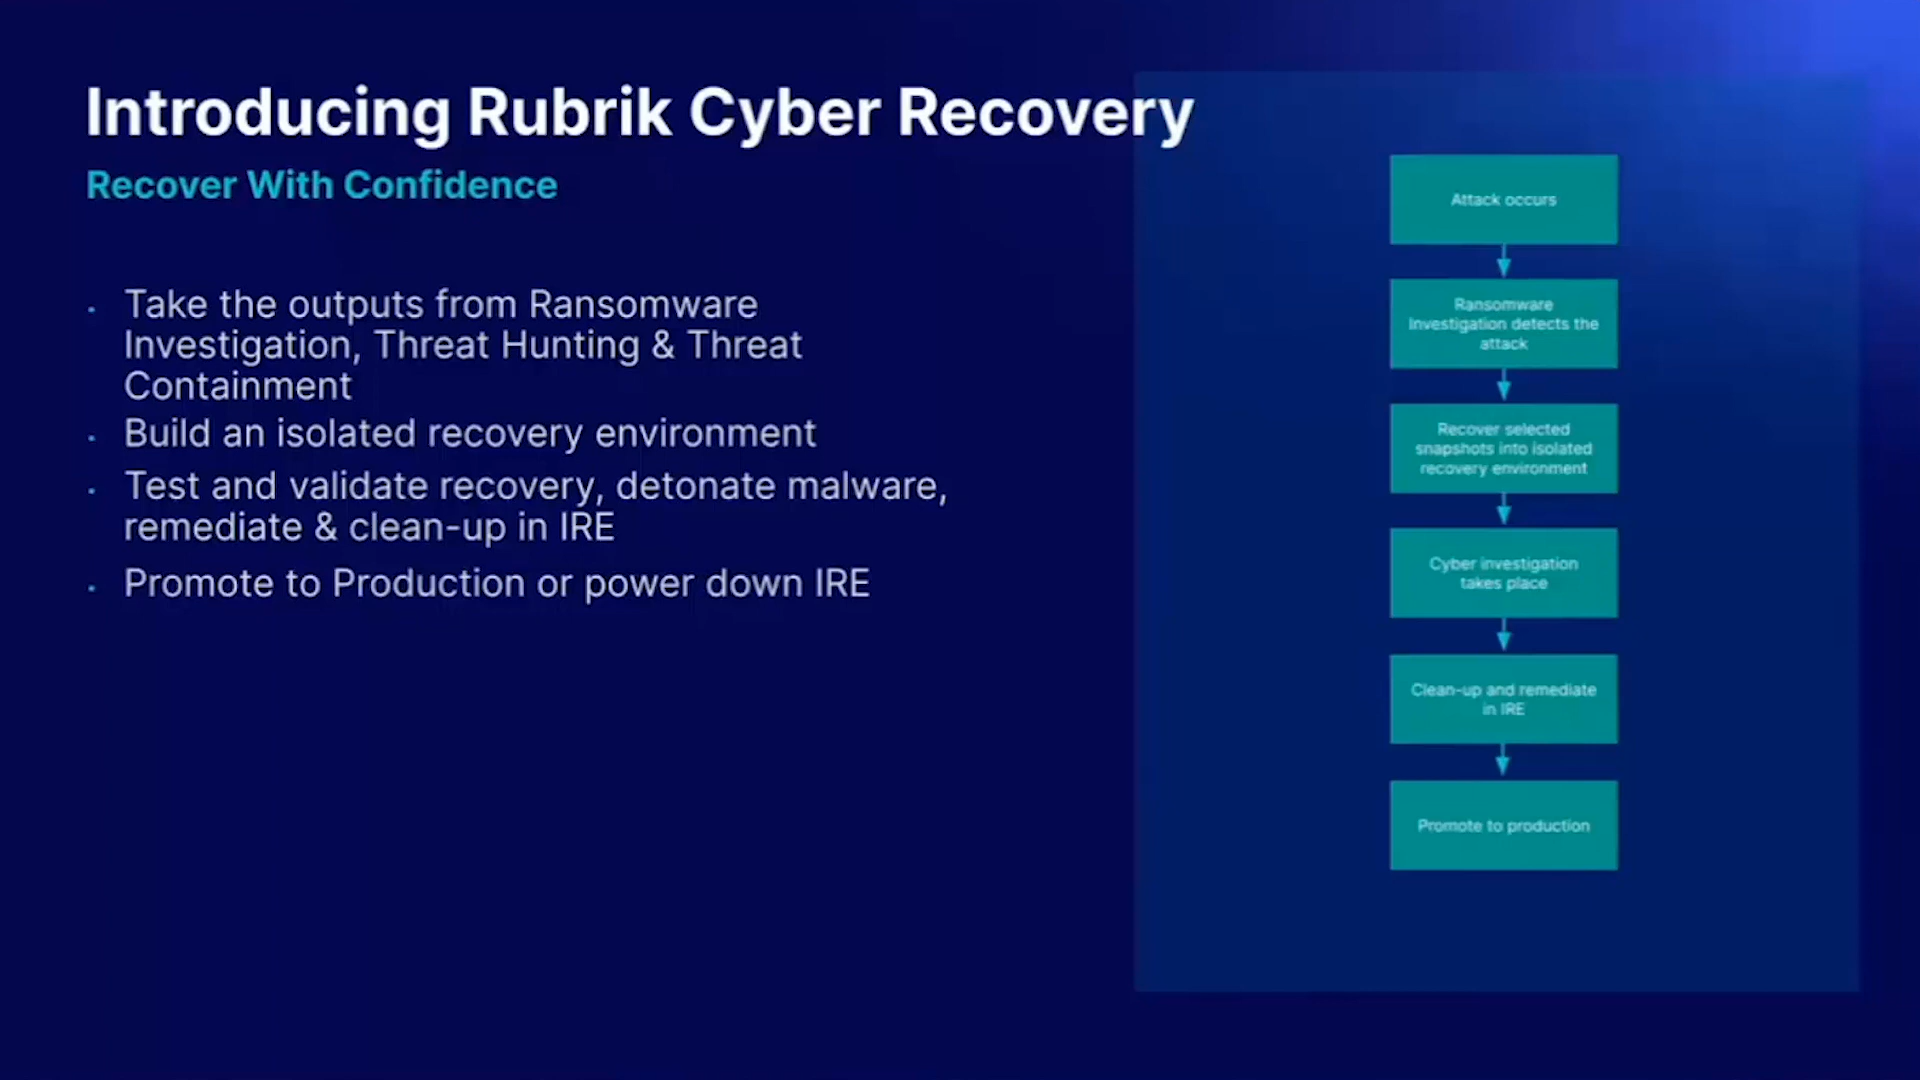 Introducing Rubrik Cyber Recovery
Recover With Confidence
· Take the outputs from Ransomware
Investigation, Threat Hunting & Threat
Containment
· Build an isolated recovery environment
· Test and validate recovery, detonate malware,
remediate & clean-up in IRE
· Promote to Production or power down IRE
Attack occurs
Ransomware
Investigation detects the
attack
Recover selected
snapshots into isolated
recovery environment
Cyber investigation
takes place
Clean-up and remediate
in IRE
Promote to production